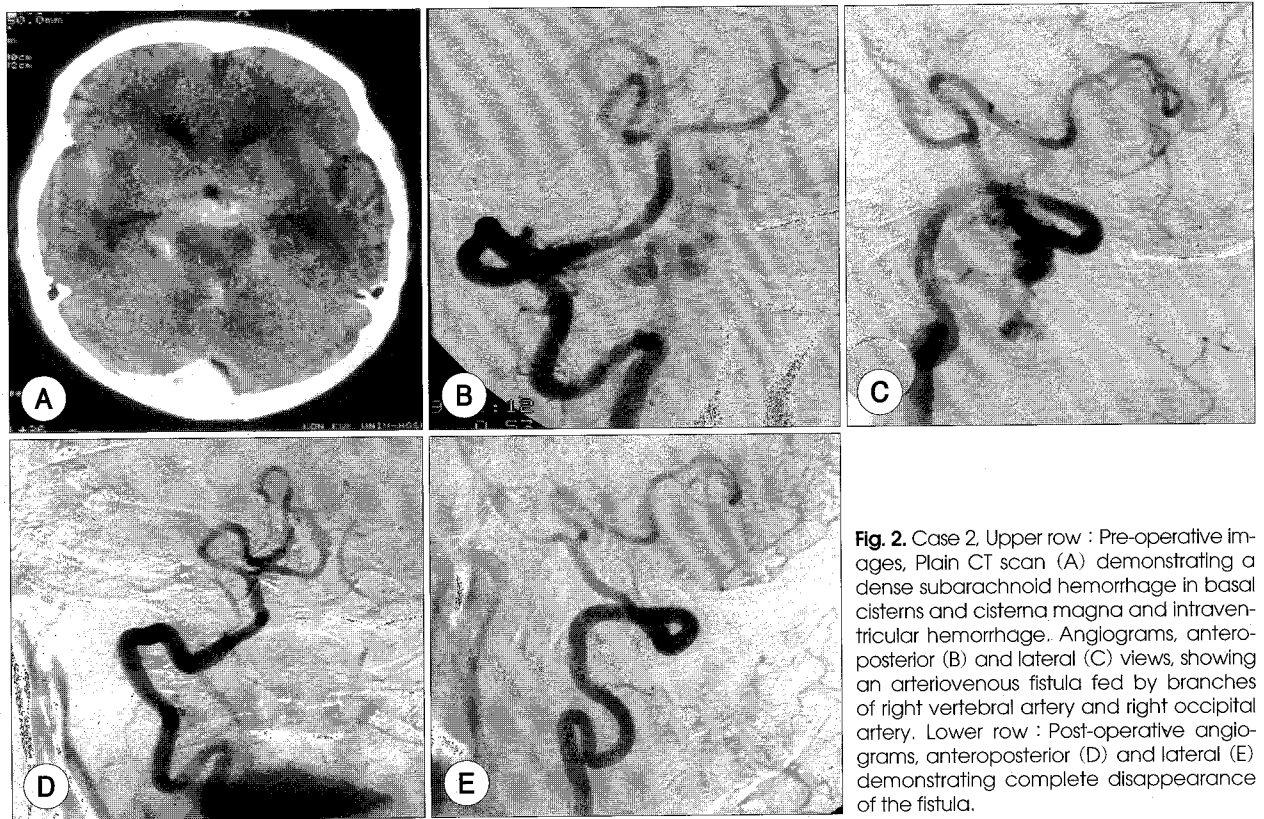 50.0mm
A
B
C
D
E
Fig. 2. Case 2, Upper row : Pre-operative im-
ages, Plain CT scan (A) demonstrating a
dense subarachnoid hemorrhage in basal
cisterns and cisterna magna and intraven-
tricular hemorrhage. Angiograms, antero-
posterior (B) and lateral (C) views, showing
an arteriovenous fistula fed by branches
of right vertebral artery and right occipital
artery. Lower row : Post-operative angio-
grams, anteroposterior (D) and lateral (E)
demonstrating complete disappearance
of the fistula.